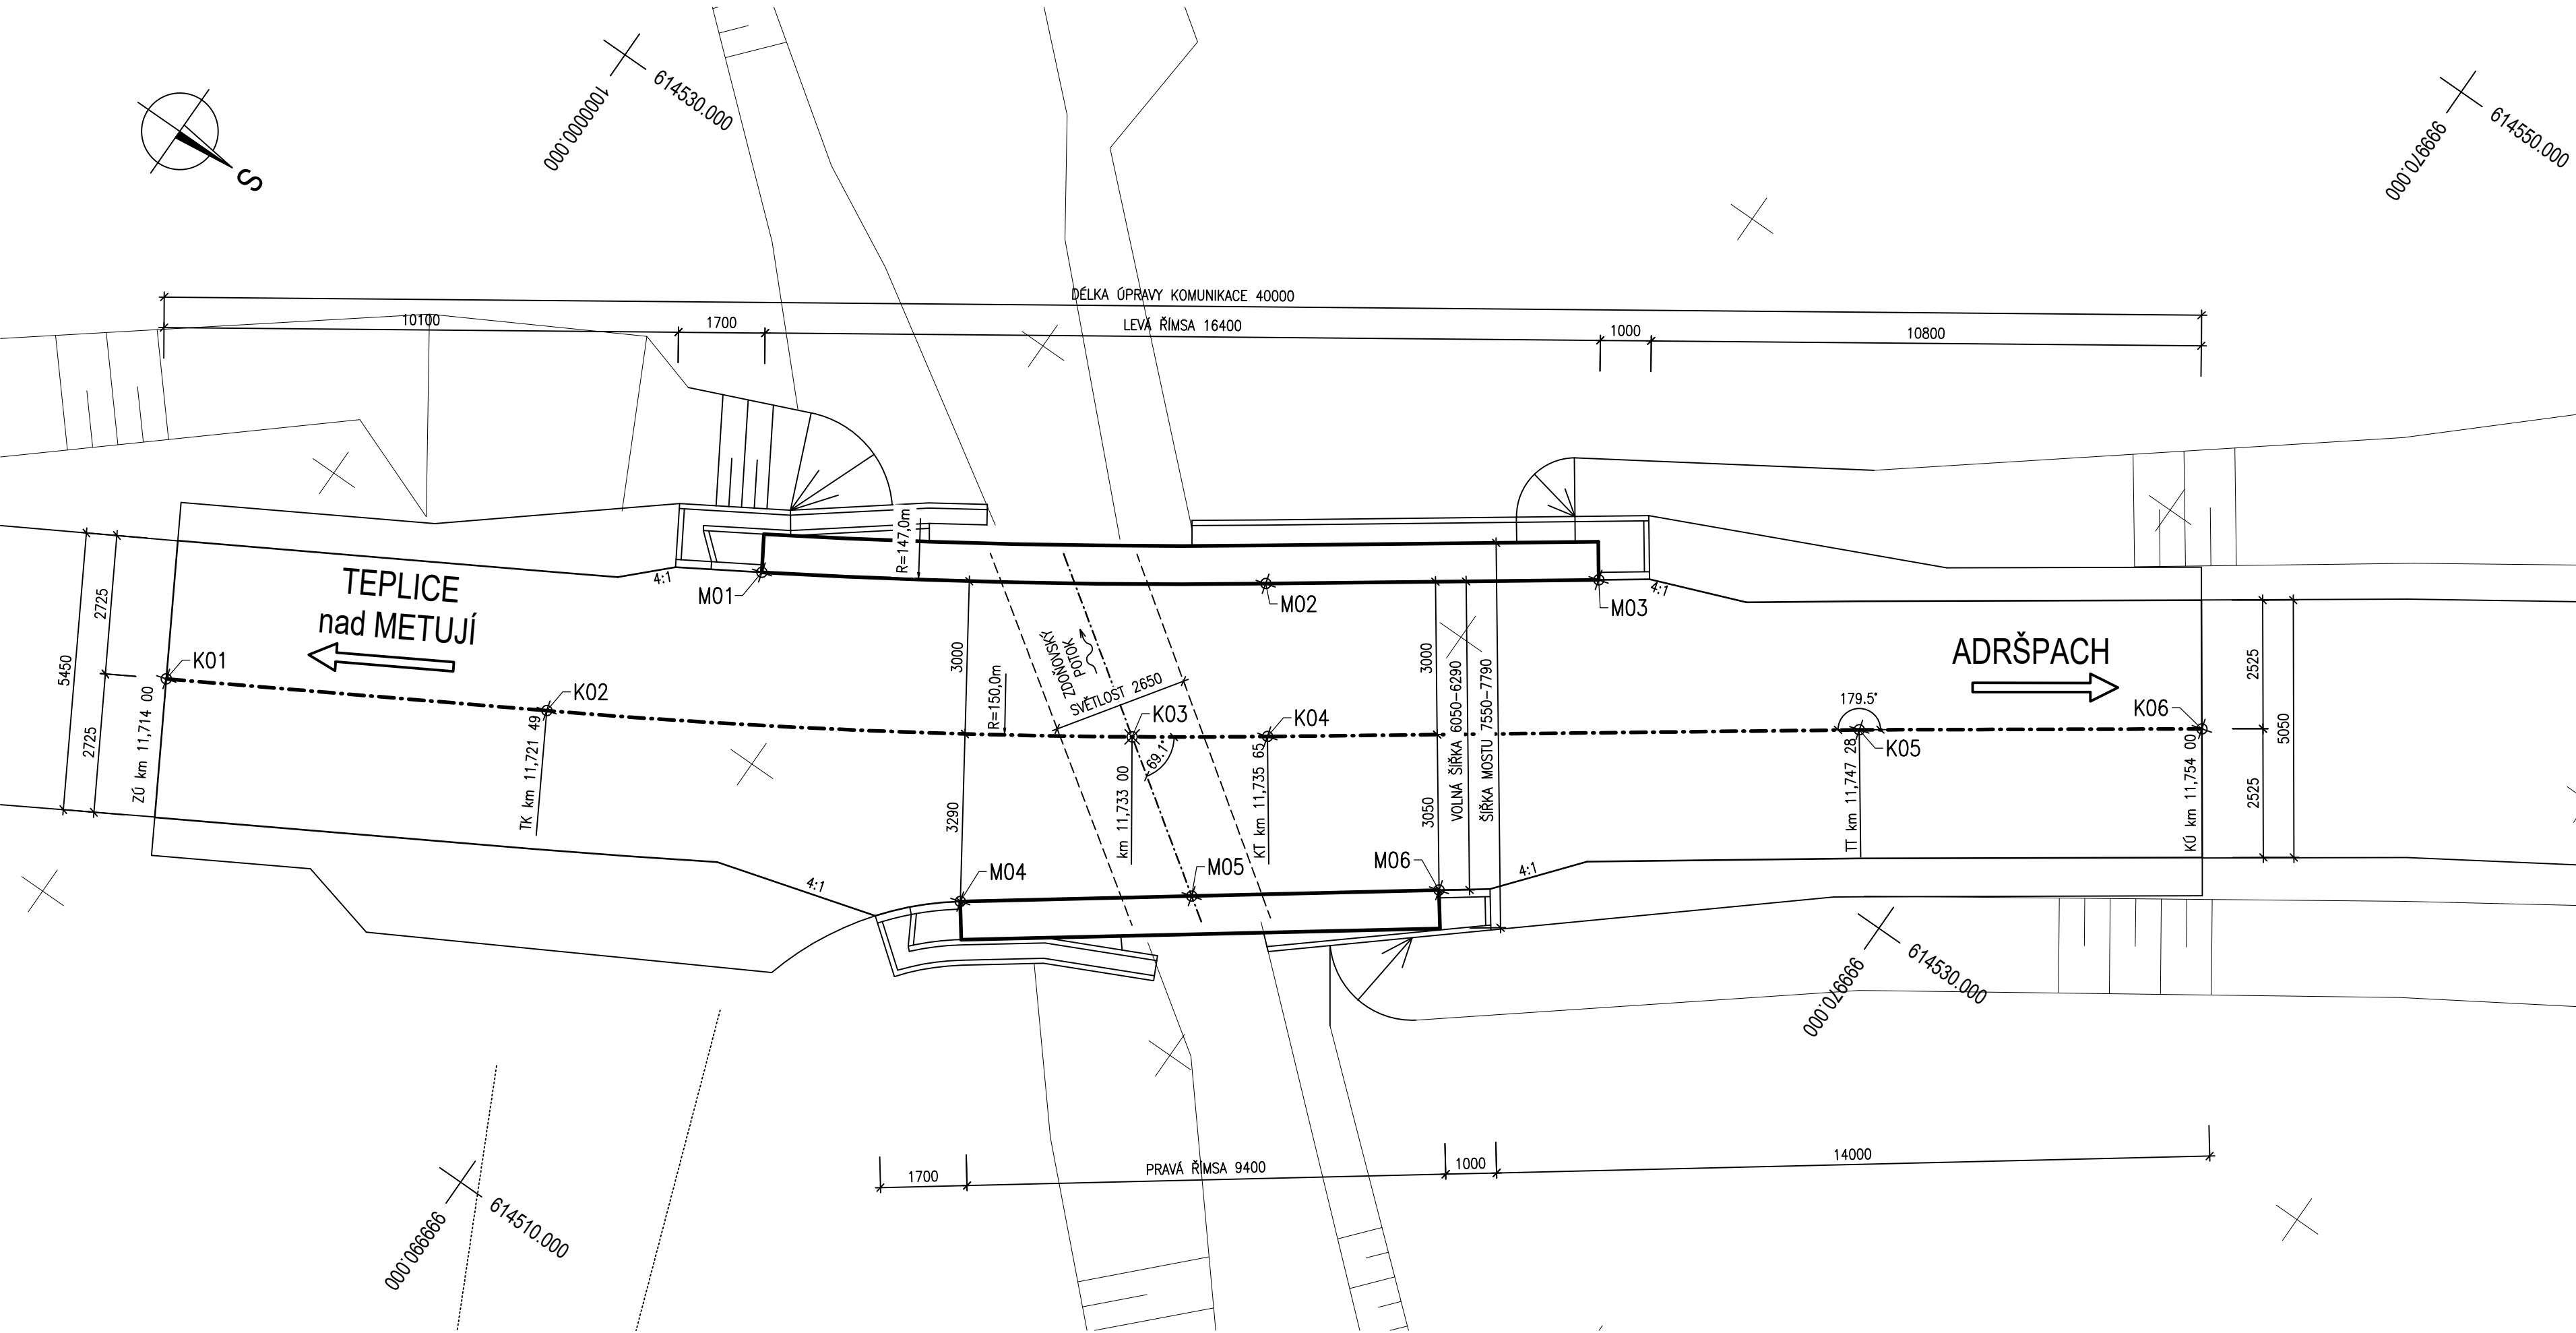 614530.000
1000000.000
614550.000
999970.000
S
DÉLKA ÚPRAVY KOMUNIKACE 40000
10100
1700
LEVÁ ŘÍMSA 16400
1000
10800
R=147,0m
4:1
M01
M02
M03
4:1
TEPLICE
nad METUJÍ
ADRŠPACH
5450
2725
2725
K01
ZÚ km 11,714 00
K02
TK km 11,721 49
3000
R=150,0m
3290
ZDOŇOVSKÝ
POTOK
SVĚTLOST 2650
K03
69.1°
km 11,733 00
K04
KT km 11,735 65
3000
3050
VOLNÁ ŠÍŘKA 6050-6290
ŠÍŘKA MOSTU 7550-7790
179.5°
K05
TT km 11,747 28
K06
KÚ km 11,754 00
2525
2525
5050
4:1
M04
M05
M06
4:1
614530.000
999970.000
1700
PRAVÁ ŘÍMSA 9400
1000
14000
614510.000
999990.000